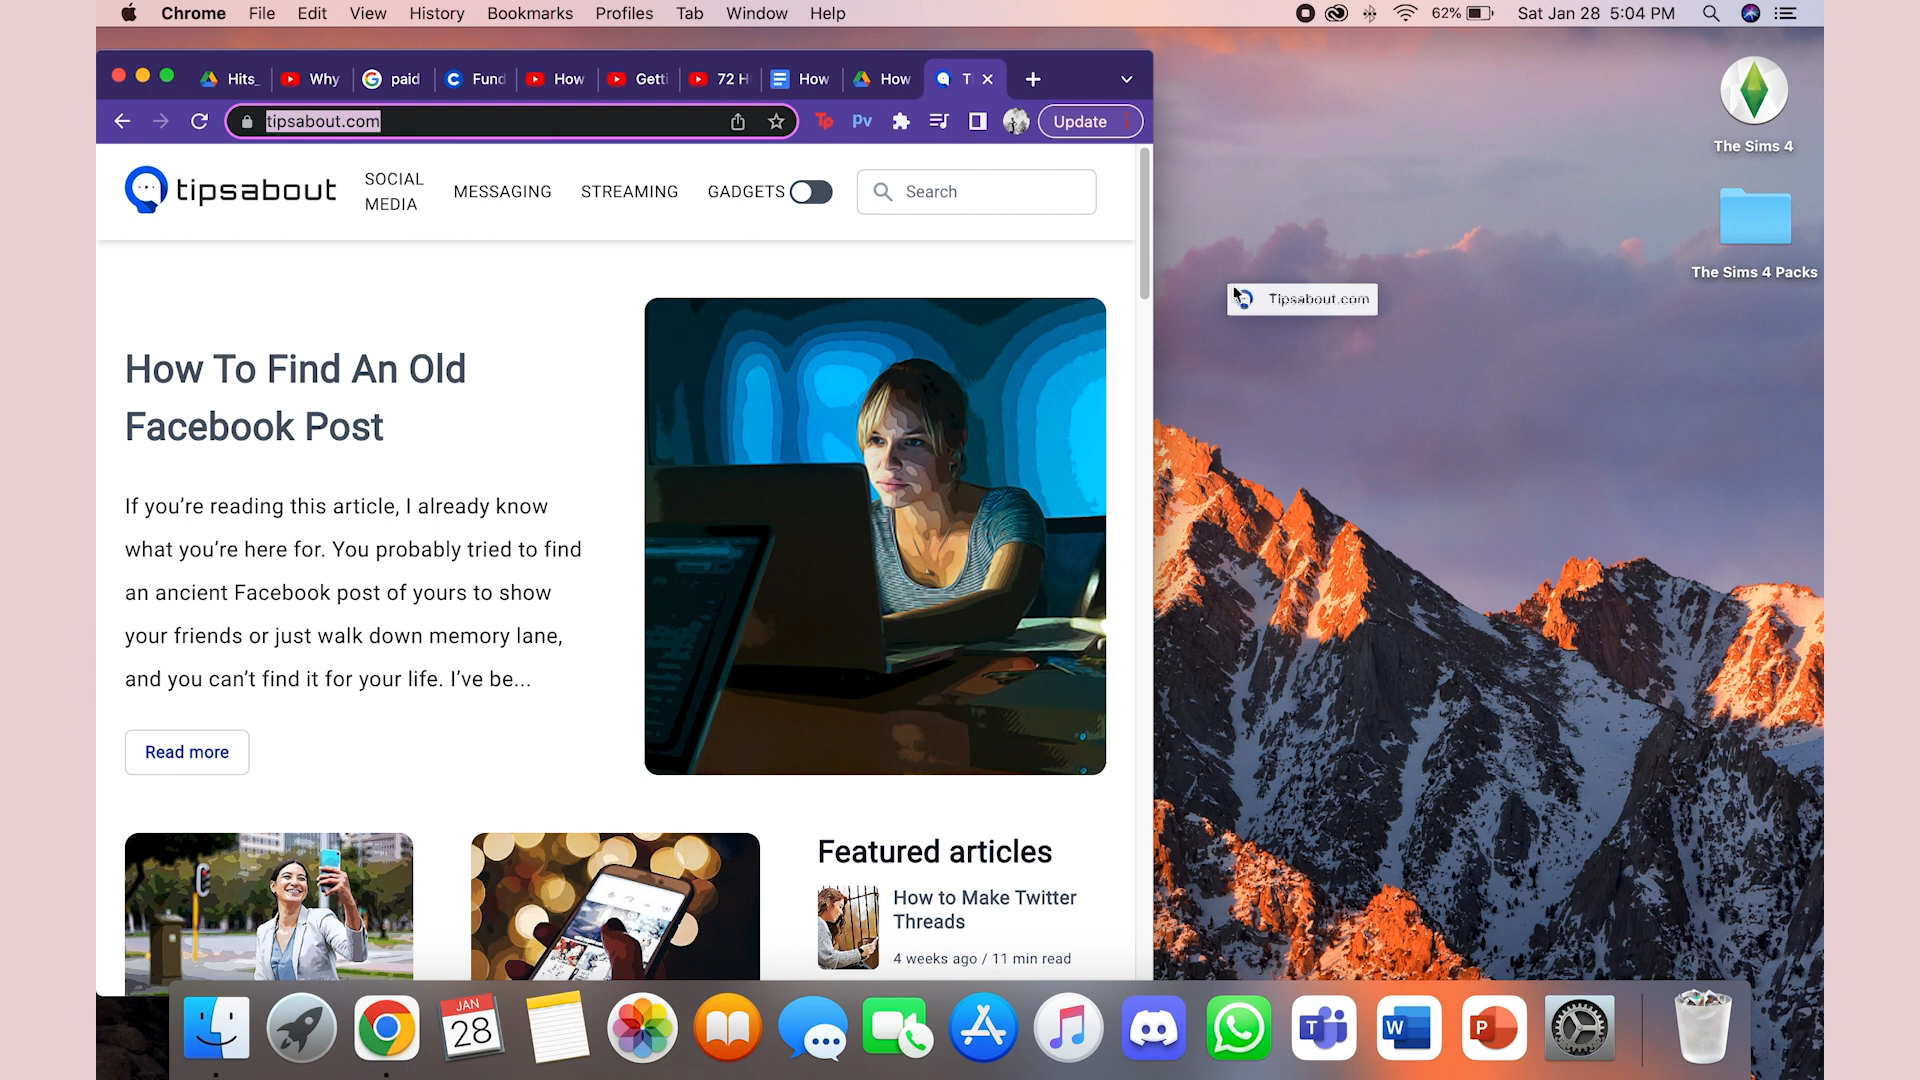 Chrome File Edit View History Bookmarks Profiles Tab Window Help 62% Sat Jan 28 5:04 PM
Hits_ Why paid Fund How Getti 72 H How How T
tipsabout.com Tp Pv Update
tipsabout
SOCIAL
MEDIA
MESSAGING STREAMING GADGETS Search
The Sims 4
The Sims 4 Packs
Tipsabout.com
How To Find An Old
Facebook Post
If you’re reading this article, I already know
what you’re here for. You probably tried to find
an ancient Facebook post of yours to show
your friends or just walk down memory lane,
and you can’t find it for your life. I’ve be...
Read more
Featured articles
How to Make Twitter
Threads
4 weeks ago / 11 min read
JAN
28
T W P